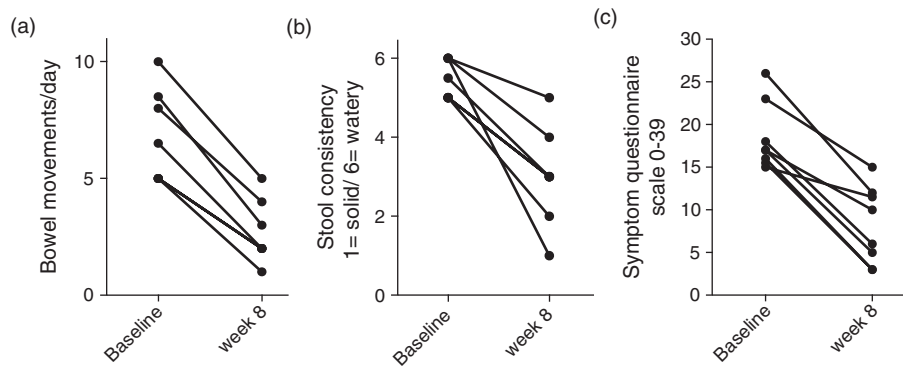 (a)
Bowel movements/day
10
5
0
Baseline
week 8
(b)
Stool consistency
1= solid/ 6= watery
6
4
2
0
Baseline
week 8
(c)
Symptom questionnaire
scale 0-39
30
25
20
15
10
5
0
Baseline
week 8